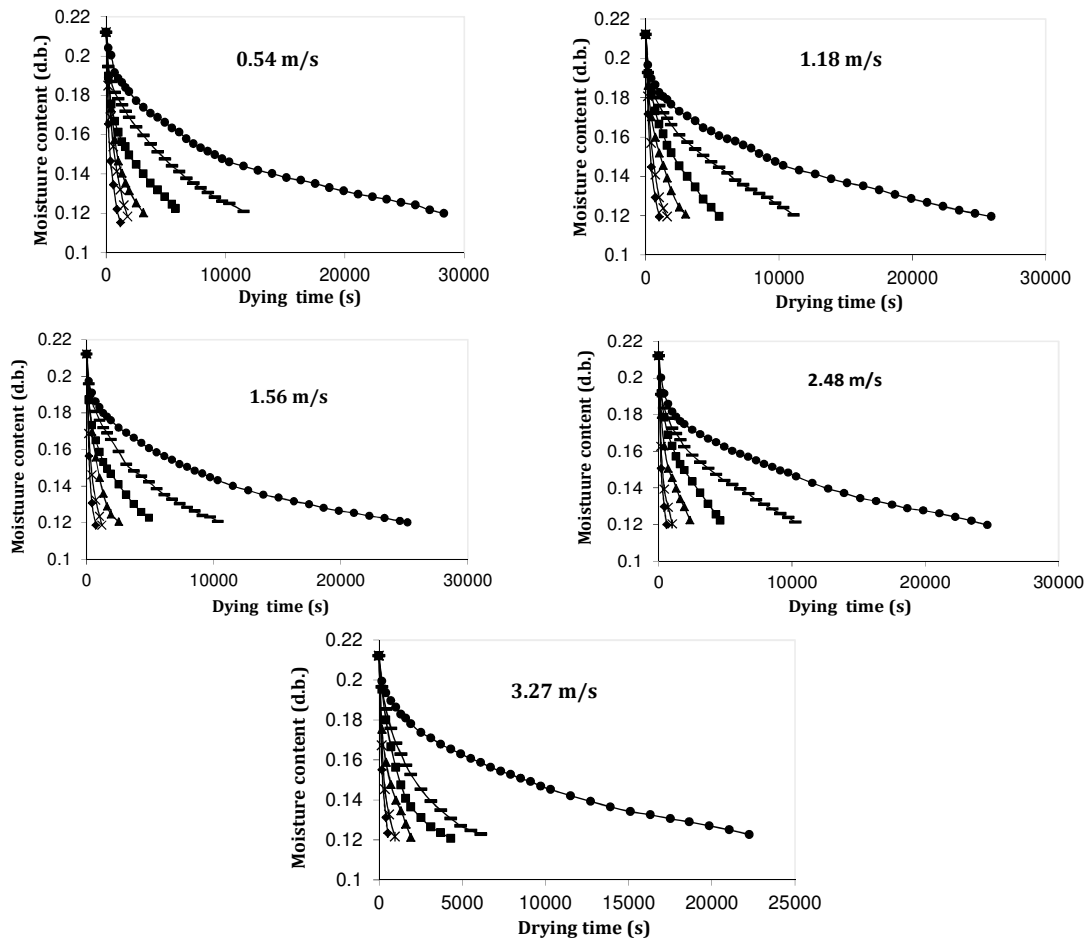 Moistuure content (d.b.)
0.22
0.2
0.18
0.16
0.14
0.12
0.1
0.54 m/s
0 10000 20000 30000
Dying time (s)
Moisture content (d.b.)
0.22
0.2
0.18
0.16
0.14
0.12
0.1
1.18 m/s
0 10000 20000 30000
Drying time (s)
Moisture content (d.b.)
0.22
0.2
0.18
0.16
0.14
0.12
0.1
1.56 m/s
0 10000 20000 30000
Dying time (s)
Moistuure content (d.b.)
0.22
0.2
0.18
0.16
0.14
0.12
0.1
2.48 m/s
0 10000 20000 30000
Dying time (s)
Moisture content (d.b.)
0.22
0.2
0.18
0.16
0.14
0.12
0.1
3.27 m/s
0 5000 10000 15000 20000 25000
Drying time (s)